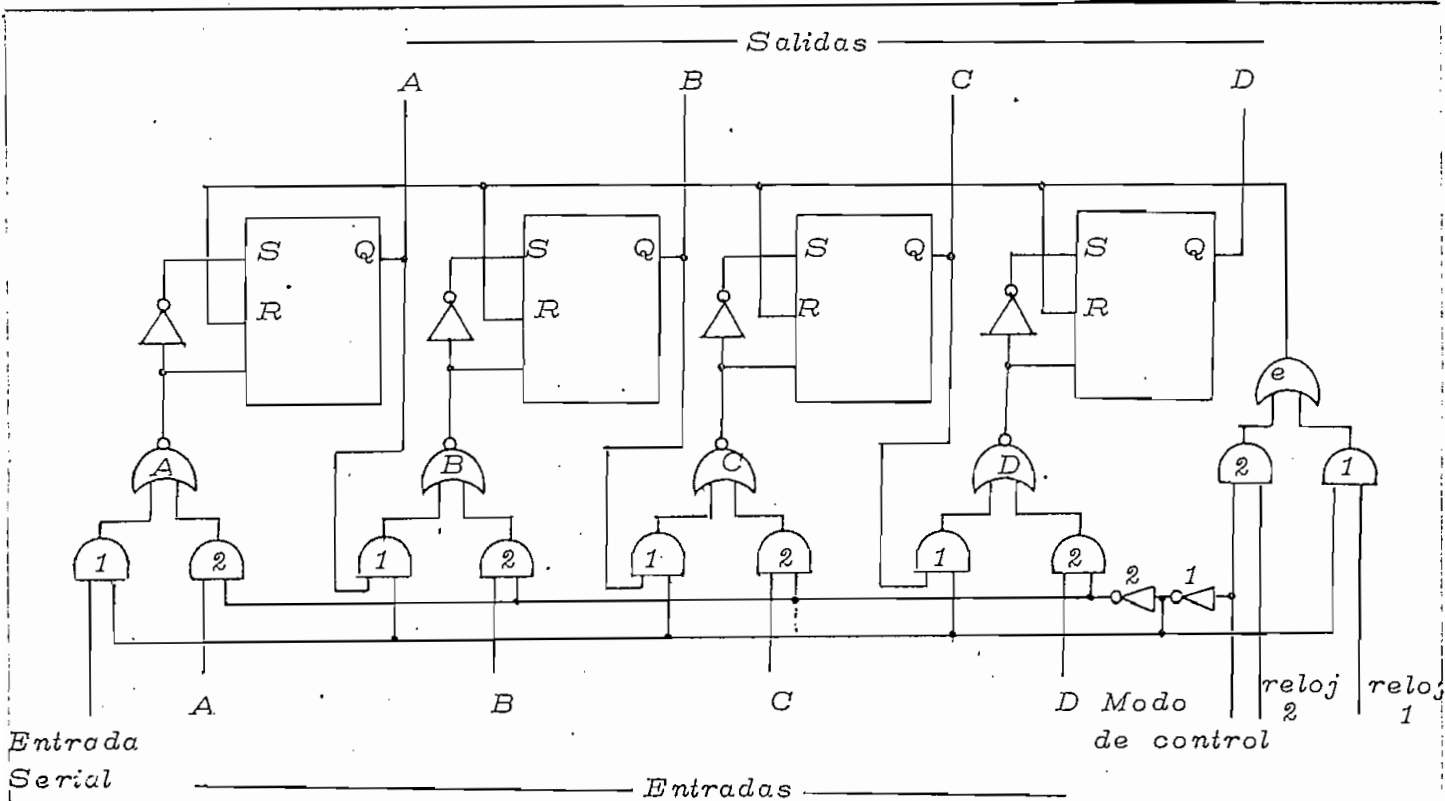 Salidas
A B C D
S Q S Q S Q S Q
R R R R
e
A B C D 2 1
1 2 1 2 1 2 1 2 2 1
A B C D Modo de control reloj 2 reloj 1
Entrada
Serial
Entradas